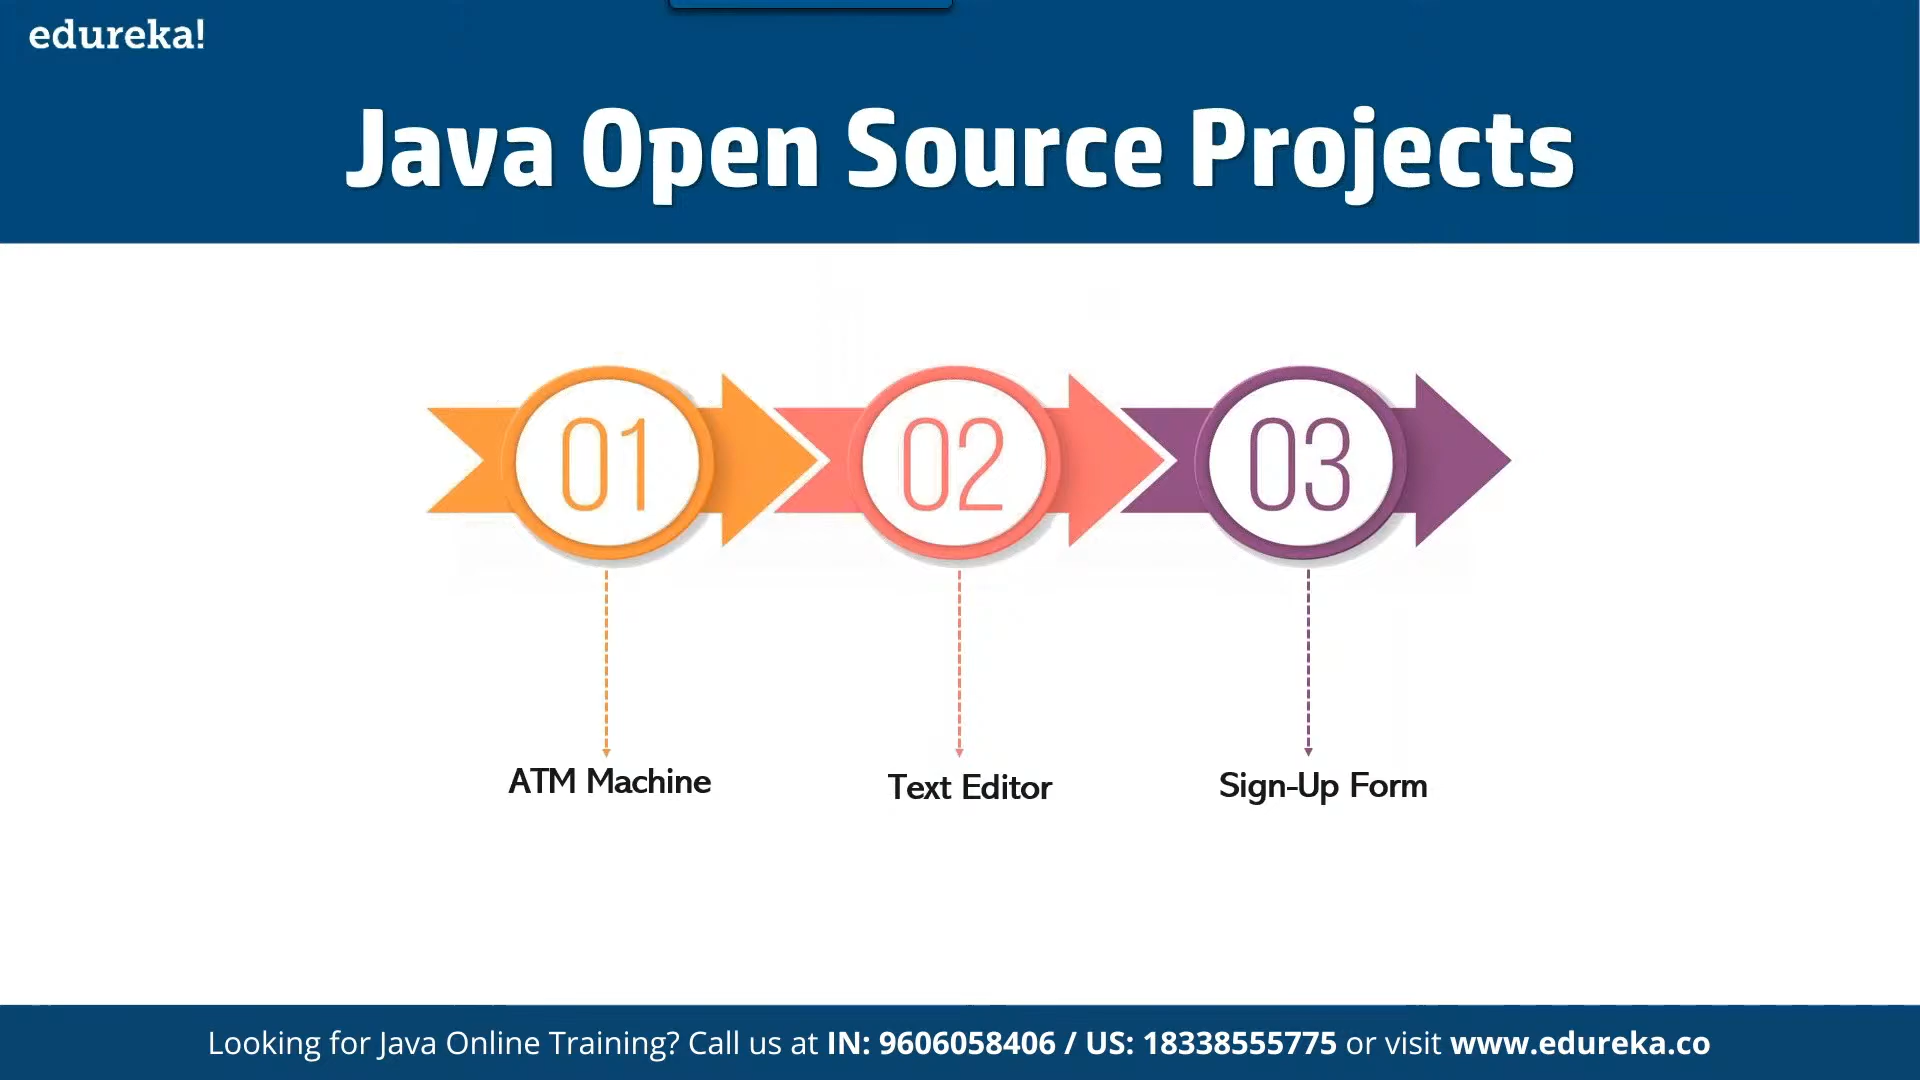 edureka!
Java Open Source Projects
01 02 03
ATM Machine Text Editor Sign-Up Form
Looking for Java Online Training? Call us at IN: 9606058406 / US: 18338555775 or visit www.edureka.co